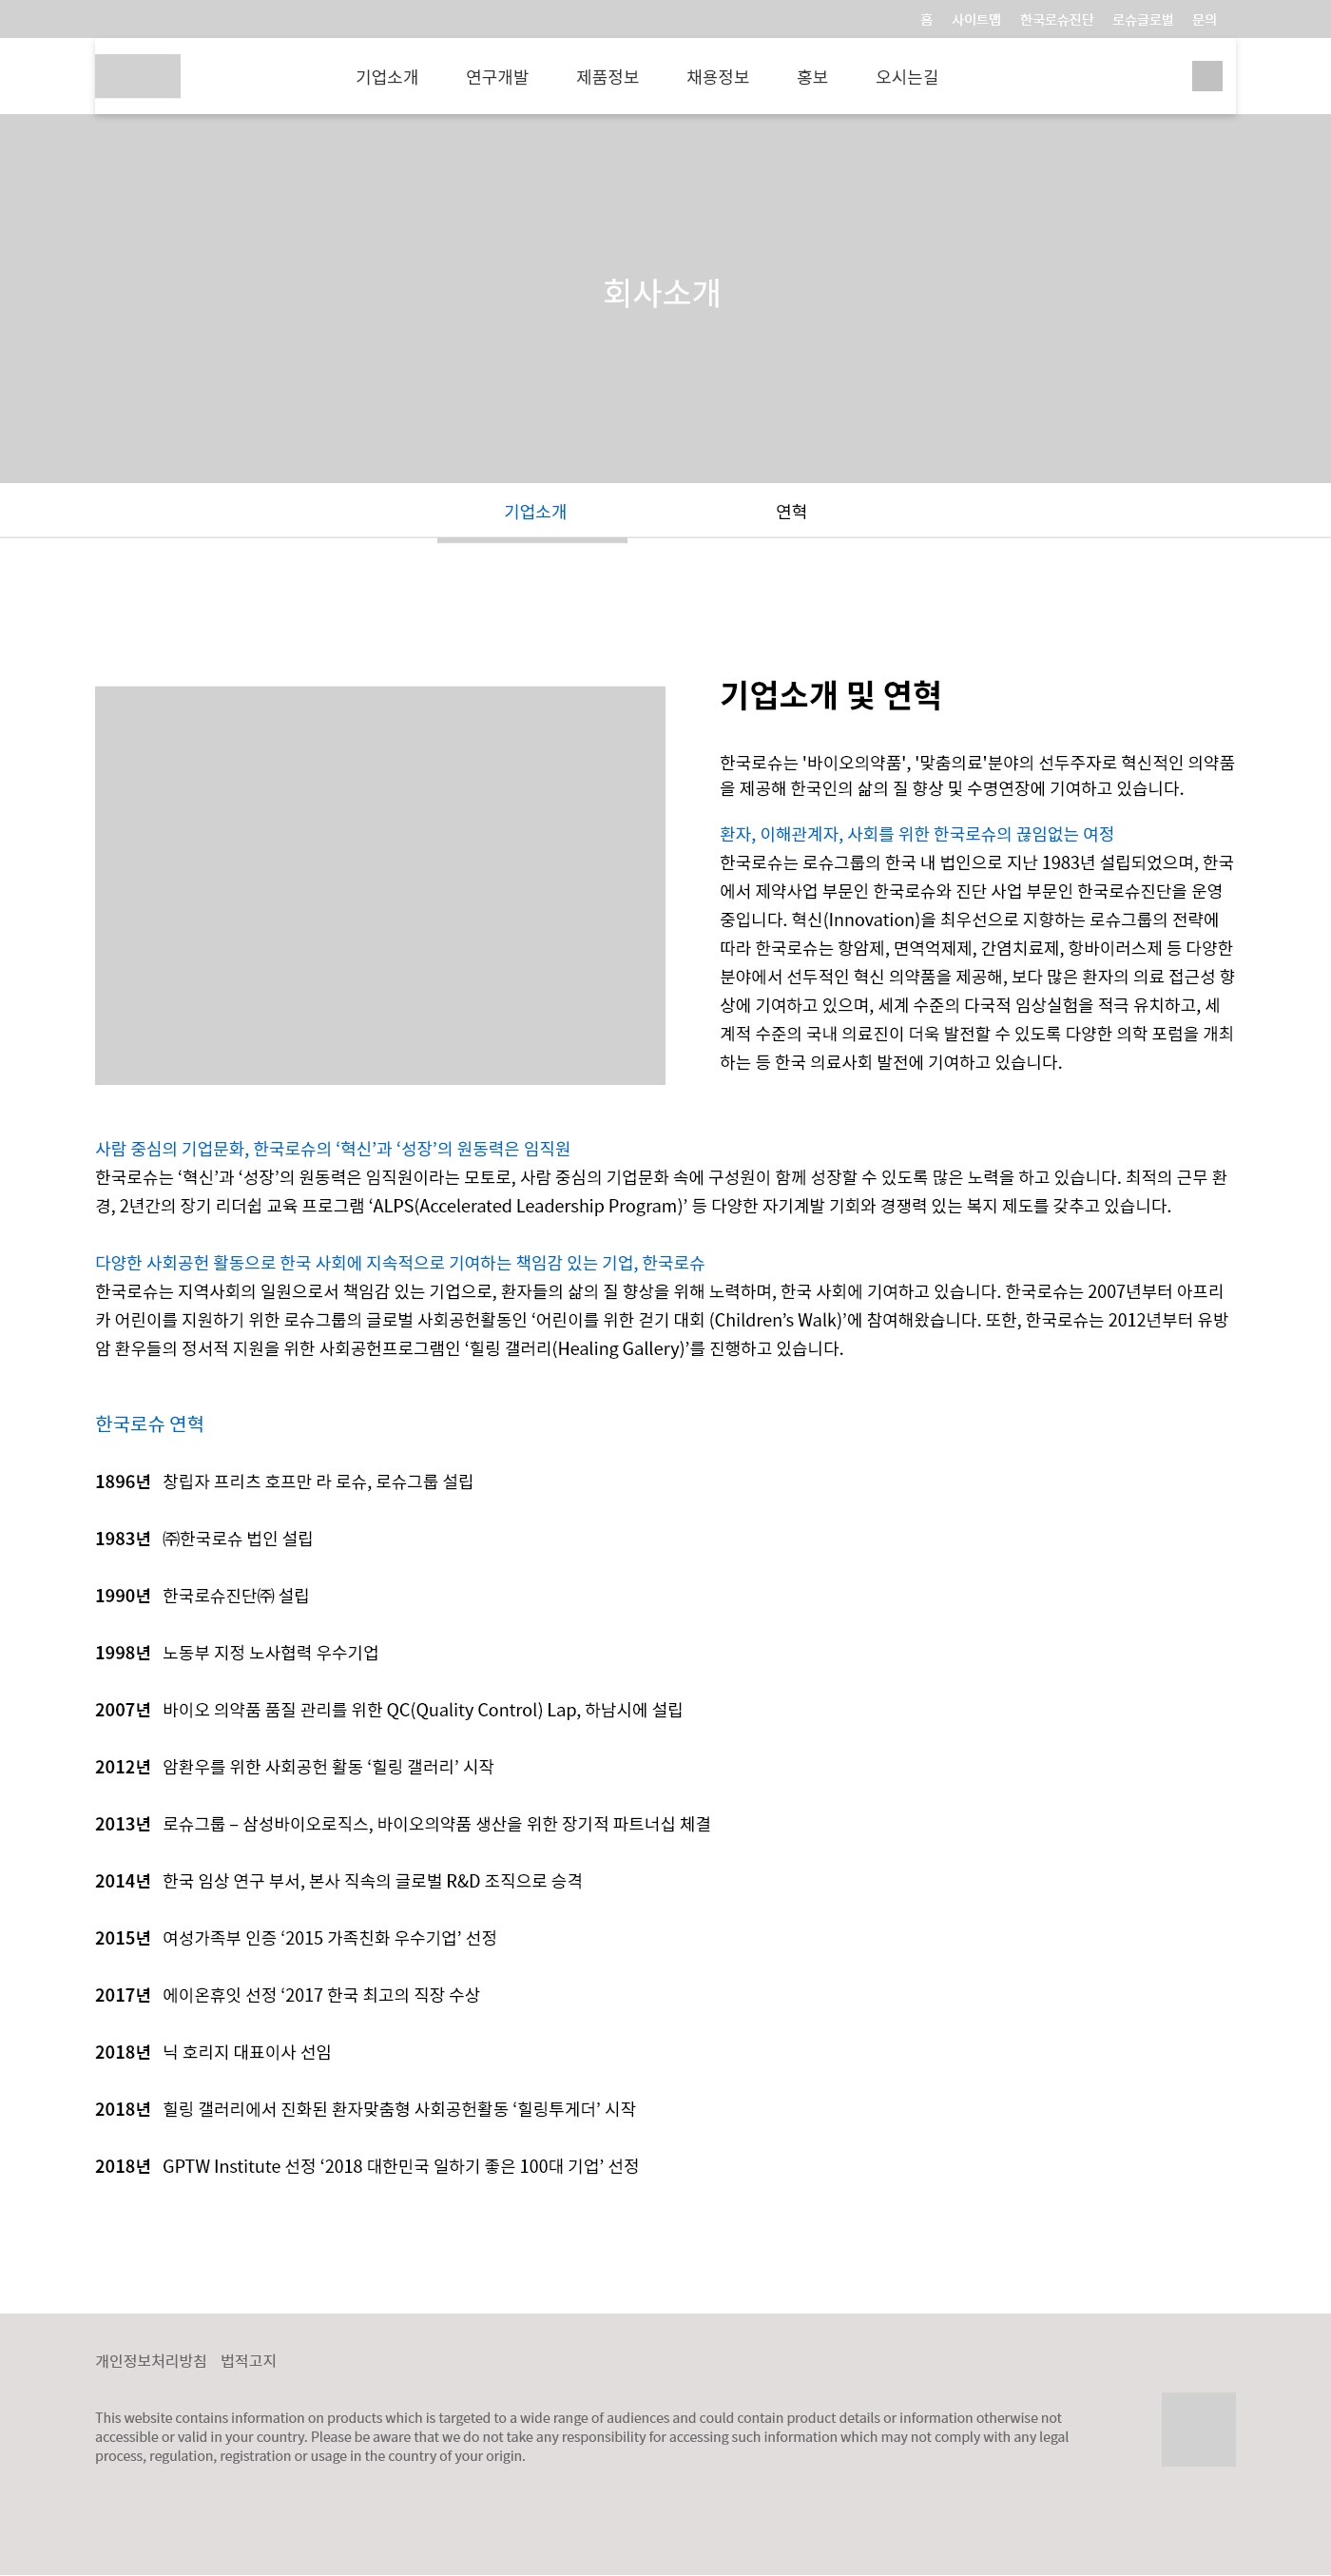 홈 사이트맵 한국로슈진단 로슈글로벌 문의
기업소개 연구개발 제품정보 채용정보 홍보 오시는길
회사소개
기업소개 연혁
기업소개 및 연혁
한국로슈는 '바이오의약품', '맞춤의료'분야의 선두주자로 혁신적인 의약품
을 제공해 한국인의 삶의 질 향상 및 수명연장에 기여하고 있습니다.
환자, 이해관계자, 사회를 위한 한국로슈의 끊임없는 여정
한국로슈는 로슈그룹의 한국 내 법인으로 지난 1983년 설립되었으며, 한국
에서 제약사업 부문인 한국로슈와 진단 사업 부문인 한국로슈진단을 운영
중입니다. 혁신(Innovation)을 최우선으로 지향하는 로슈그룹의 전략에
따라 한국로슈는 항암제, 면역억제제, 간염치료제, 항바이러스제 등 다양한
분야에서 선두적인 혁신 의약품을 제공해, 보다 많은 환자의 의료 접근성 향
상에 기여하고 있으며, 세계 수준의 다국적 임상실험을 적극 유치하고, 세
계적 수준의 국내 의료진이 더욱 발전할 수 있도록 다양한 의학 포럼을 개최
하는 등 한국 의료사회 발전에 기여하고 있습니다.
사람 중심의 기업문화, 한국로슈의 ‘혁신’과 ‘성장’의 원동력은 임직원
한국로슈는 ‘혁신’과 ‘성장’의 원동력은 임직원이라는 모토로, 사람 중심의 기업문화 속에 구성원이 함께 성장할 수 있도록 많은 노력을 하고 있습니다. 최적의 근무 환
경, 2년간의 장기 리더쉽 교육 프로그램 ‘ALPS(Accelerated Leadership Program)’ 등 다양한 자기계발 기회와 경쟁력 있는 복지 제도를 갖추고 있습니다.
다양한 사회공헌 활동으로 한국 사회에 지속적으로 기여하는 책임감 있는 기업, 한국로슈
한국로슈는 지역사회의 일원으로서 책임감 있는 기업으로, 환자들의 삶의 질 향상을 위해 노력하며, 한국 사회에 기여하고 있습니다. 한국로슈는 2007년부터 아프리
카 어린이를 지원하기 위한 로슈그룹의 글로벌 사회공헌활동인 ‘어린이를 위한 걷기 대회 (Children’s Walk)’에 참여해왔습니다. 또한, 한국로슈는 2012년부터 유방
암 환우들의 정서적 지원을 위한 사회공헌프로그램인 ‘힐링 갤러리(Healing Gallery)’를 진행하고 있습니다.
한국로슈 연혁
1896년 창립자 프리츠 호프만 라 로슈, 로슈그룹 설립
1983년 ㈜한국로슈 법인 설립
1990년 한국로슈진단㈜ 설립
1998년 노동부 지정 노사협력 우수기업
2007년 바이오 의약품 품질 관리를 위한 QC(Quality Control) Lap, 하남시에 설립
2012년 암환우를 위한 사회공헌 활동 ‘힐링 갤러리’ 시작
2013년 로슈그룹 – 삼성바이오로직스, 바이오의약품 생산을 위한 장기적 파트너십 체결
2014년 한국 임상 연구 부서, 본사 직속의 글로벌 R&D 조직으로 승격
2015년 여성가족부 인증 ‘2015 가족친화 우수기업’ 선정
2017년 에이온휴잇 선정 ‘2017 한국 최고의 직장 수상
2018년 닉 호리지 대표이사 선임
2018년 힐링 갤러리에서 진화된 환자맞춤형 사회공헌활동 ‘힐링투게더’ 시작
2018년 GPTW Institute 선정 ‘2018 대한민국 일하기 좋은 100대 기업’ 선정
개인정보처리방침 법적고지
This website contains information on products which is targeted to a wide range of audiences and could contain product details or information otherwise not
accessible or valid in your country. Please be aware that we do not take any responsibility for accessing such information which may not comply with any legal
process, regulation, registration or usage in the country of your origin.